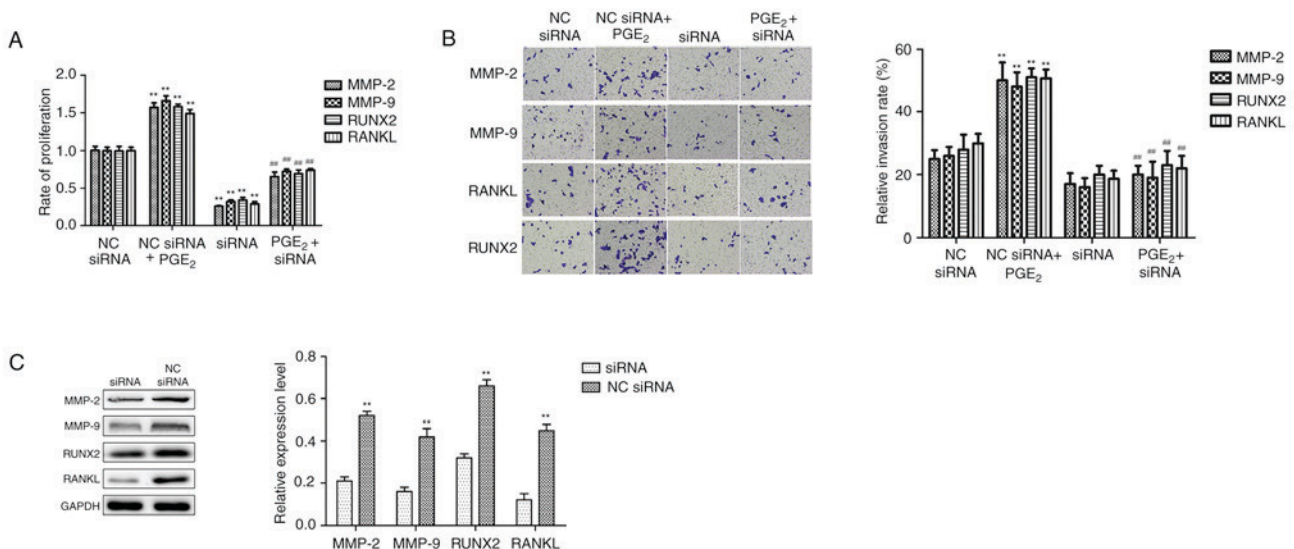 A
Rate of proliferation
2.0
1.5
1.0
0.5
0.0
** ** ** **
** ** ** **
## ## ## ##
NC
siRNA
NC siRNA
+ PGE2
siRNA
PGE2 +
siRNA
MMP-2
MMP-9
RUNX2
RANKL
B
NC
siRNA
NC siRNA+
PGE2
siRNA
PGE2+
siRNA
MMP-2
MMP-9
RANKL
RUNX2
Relative invasion rate (%)
60
40
20
0
** ** ** **
## ## ## ##
NC
siRNA
NC siRNA+
PGE2
siRNA
PGE2+
siRNA
MMP-2
MMP-9
RUNX2
RANKL
C
siRNA
NC
siRNA
MMP-2
MMP-9
RUNX2
RANKL
GAPDH
Relative expression level
0.8
0.6
0.4
0.2
0.0
** ** ** **
MMP-2 MMP-9 RUNX2 RANKL
siRNA
NC siRNA